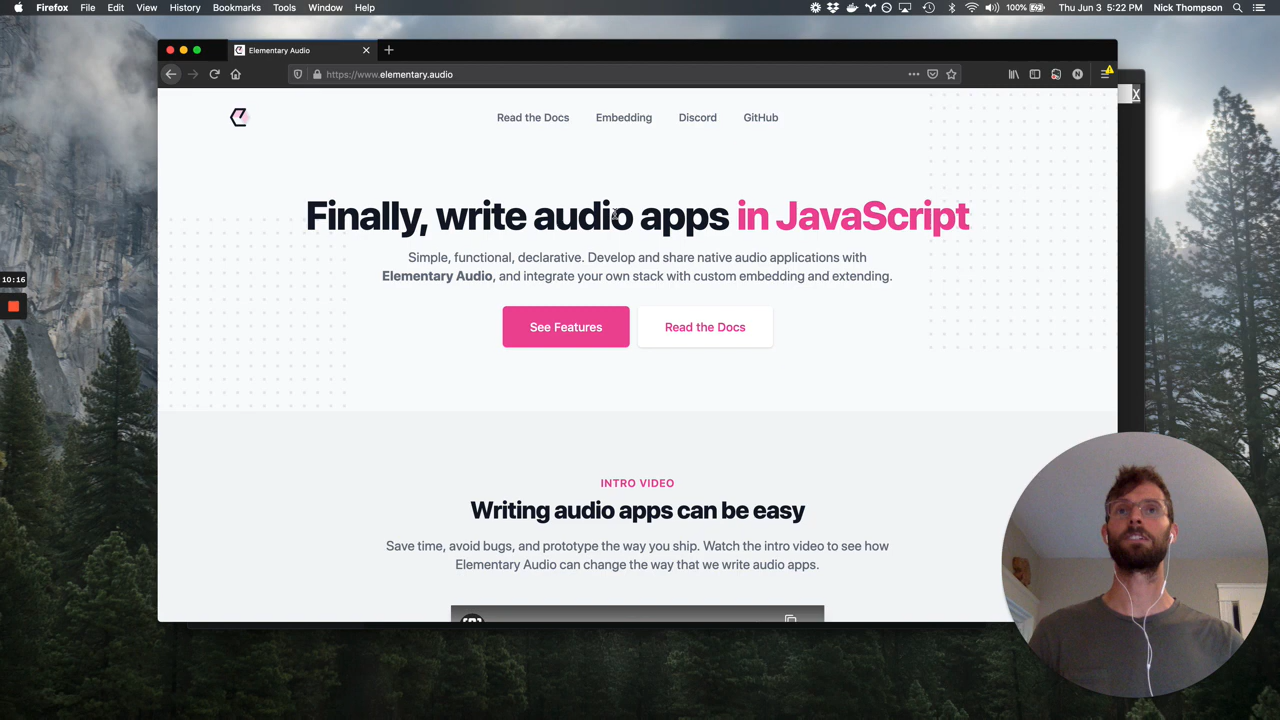 Firefox File Edit View History Bookmarks Tools Window Help 100% Thu Jun 3 5:22 PM Nick Thompson
Elementary Audio
https://www.elementary.audio
N
X
Read the Docs Embedding Discord GitHub
Finally, write audio apps in JavaScript
Simple, functional, declarative. Develop and share native audio applications with
Elementary Audio, and integrate your own stack with custom embedding and extending.
10:16
See Features Read the Docs
INTRO VIDEO
Writing audio apps can be easy
Save time, avoid bugs, and prototype the way you ship. Watch the intro video to see how
Elementary Audio can change the way that we write audio apps.